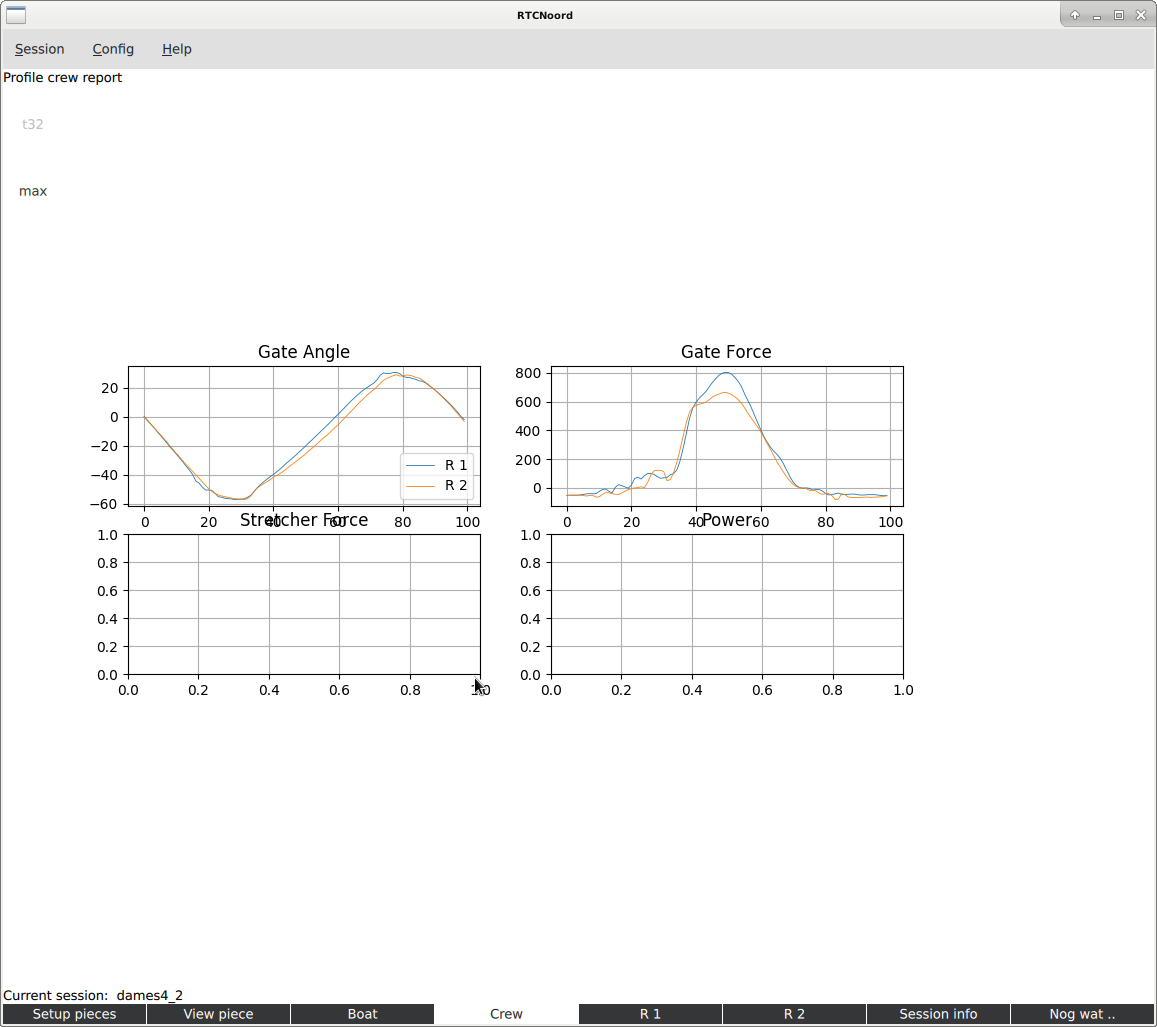 RTCNoord
Session Config Help
Profile crew report
t32
max
Gate Angle
20
0
−20
−40
−60
0 20 40 60 80 100
R 1
R 2
Gate Force
800
600
400
200
0
0 20 40 60 80 100
Stretcher Force
1.0
0.8
0.6
0.4
0.2
0.0
0.0 0.2 0.4 0.6 0.8 1.0
Power
1.0
0.8
0.6
0.4
0.2
0.0
0.0 0.2 0.4 0.6 0.8 1.0
Current session: dames4_2
Setup pieces View piece Boat Crew R 1 R 2 Session info Nog wat ..